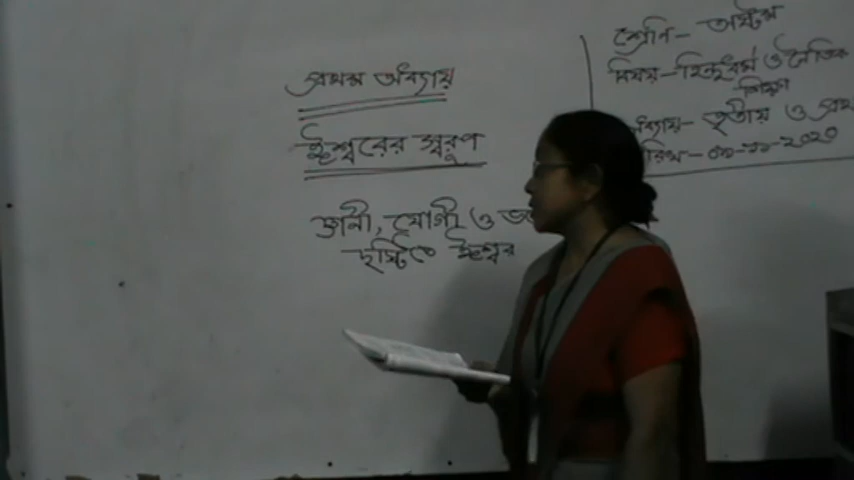 প্রথম অধ্যায়
ঈশ্বরের স্বরূপ
জ্ঞানী, যোগী ও
দৃষ্টিতে ঈশ্বর
শ্রেণি - অষ্টম
বিষয় - হিন্দুধর্ম ও নৈতিক
শিক্ষা
তৃতীয় ও